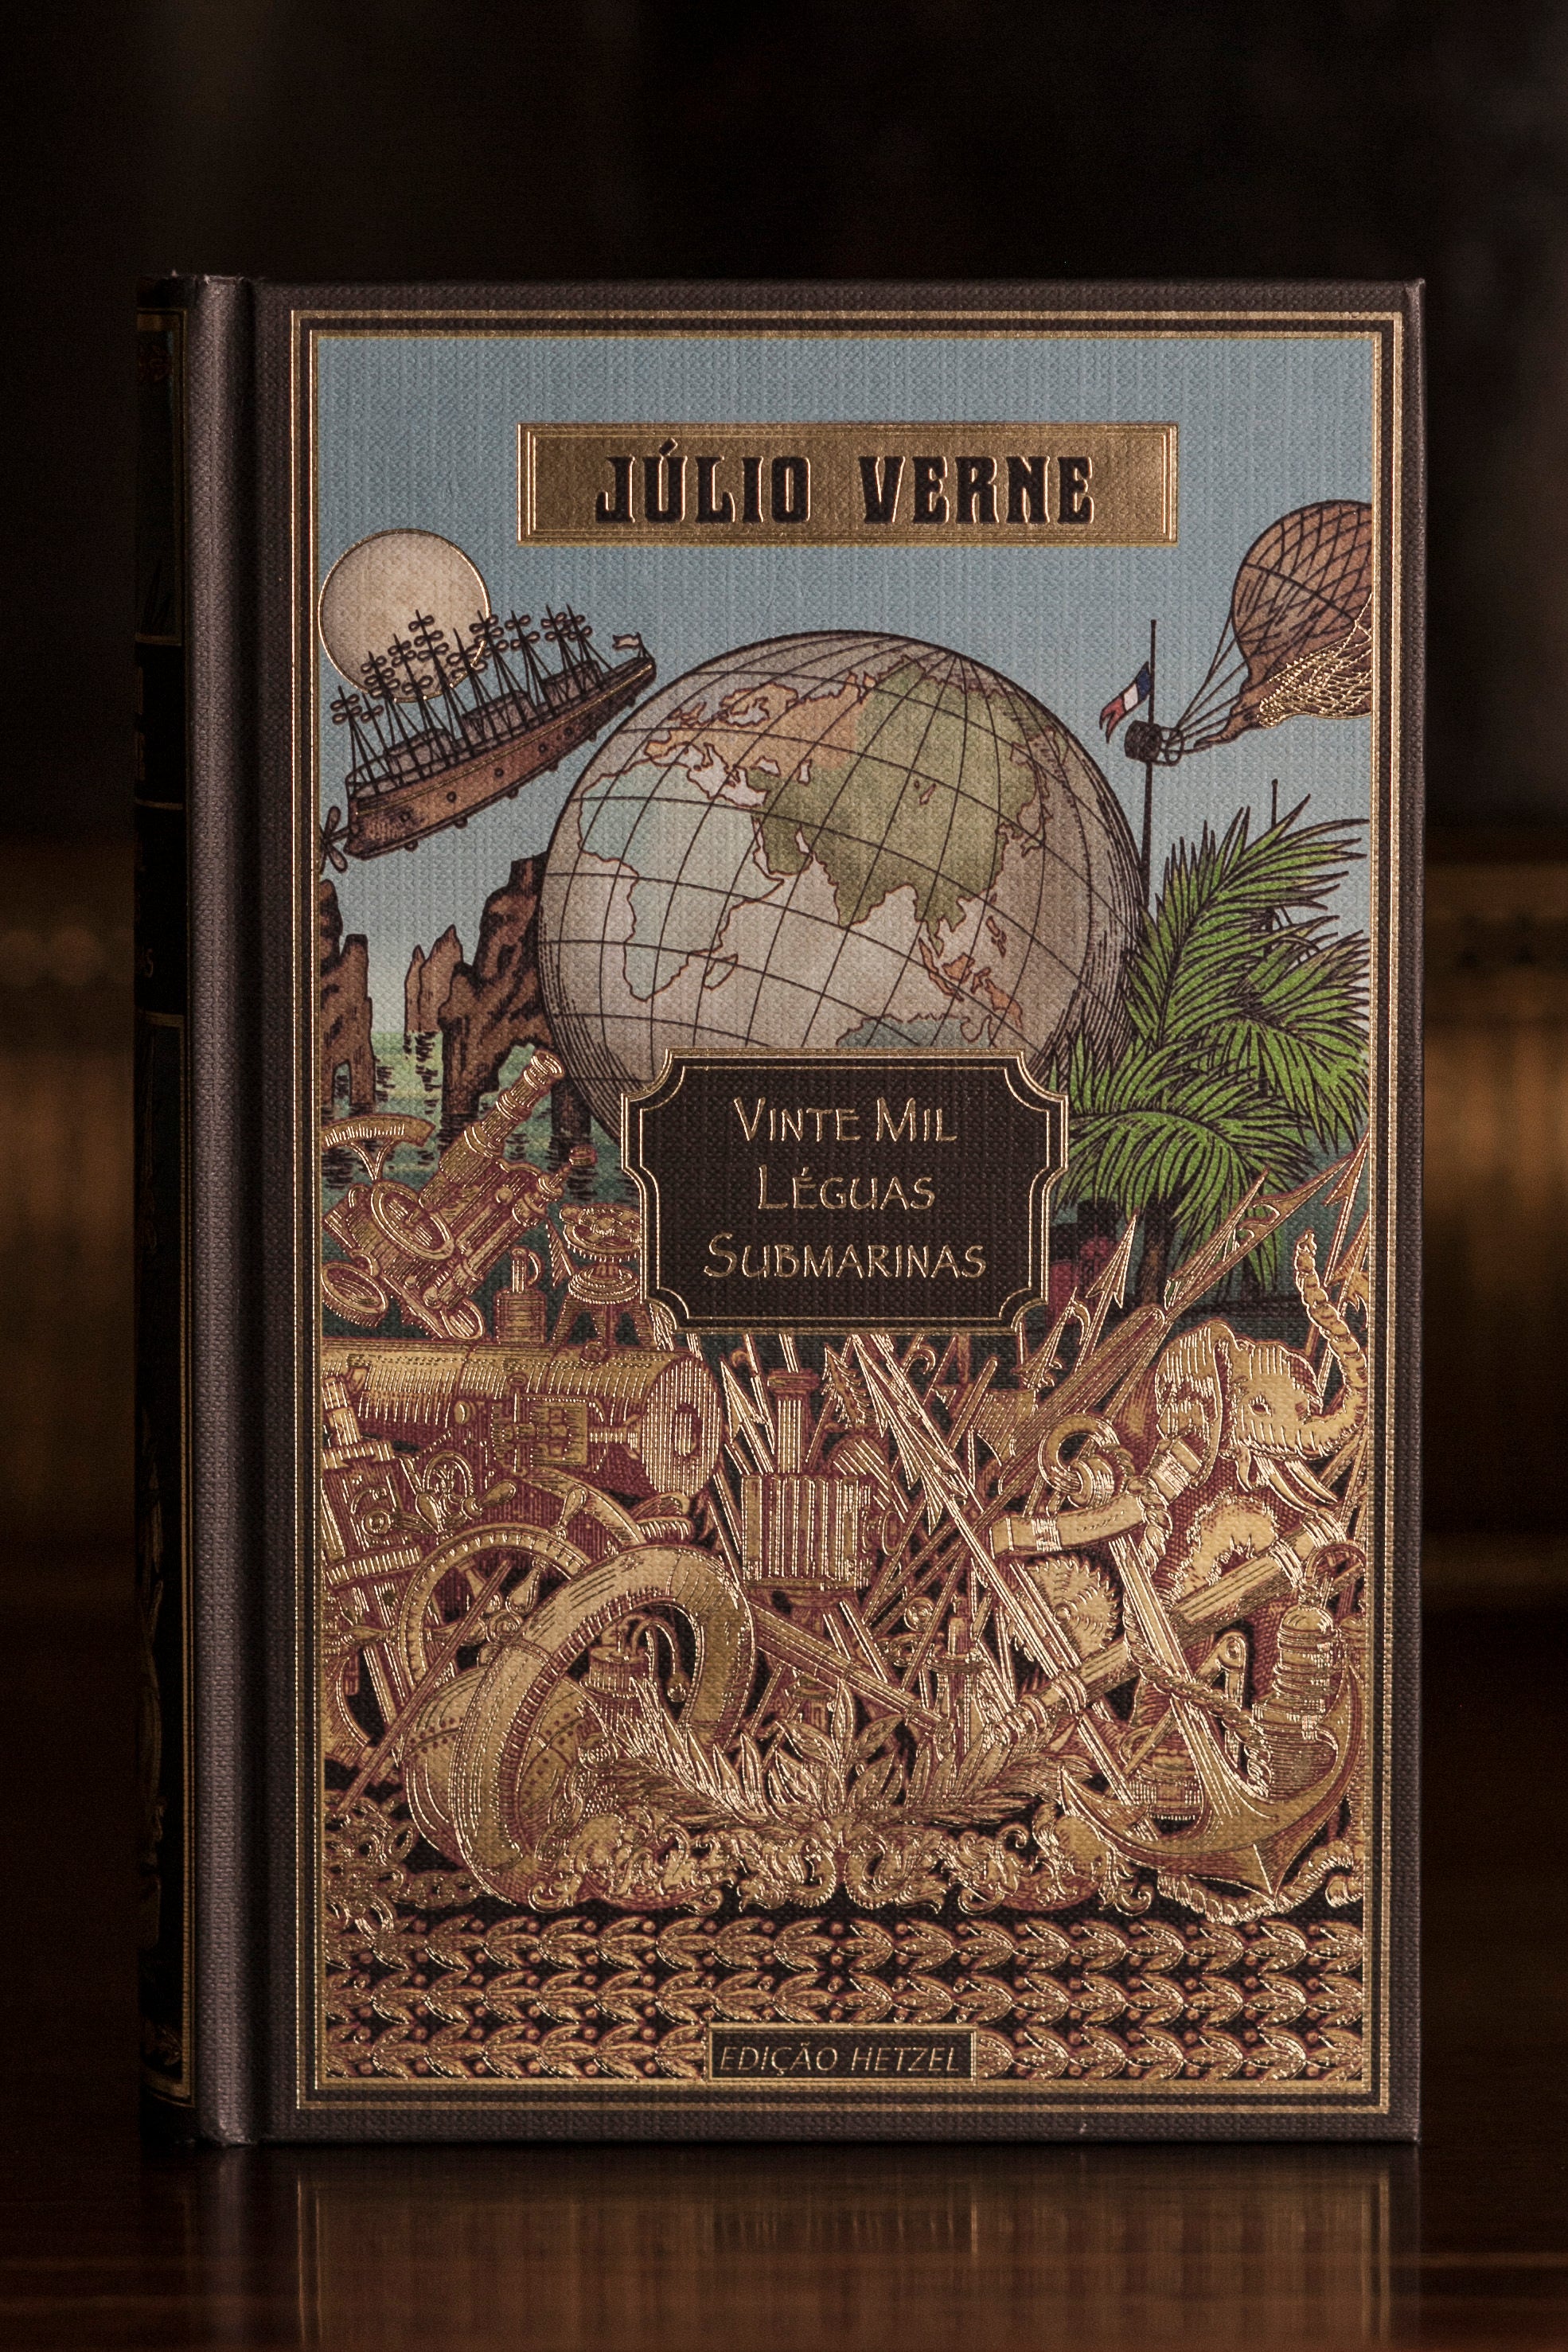 JÚLIO VERNE
VINTE MIL
LÉGUAS
SUBMARINAS
EDIÇÃO HETZEL